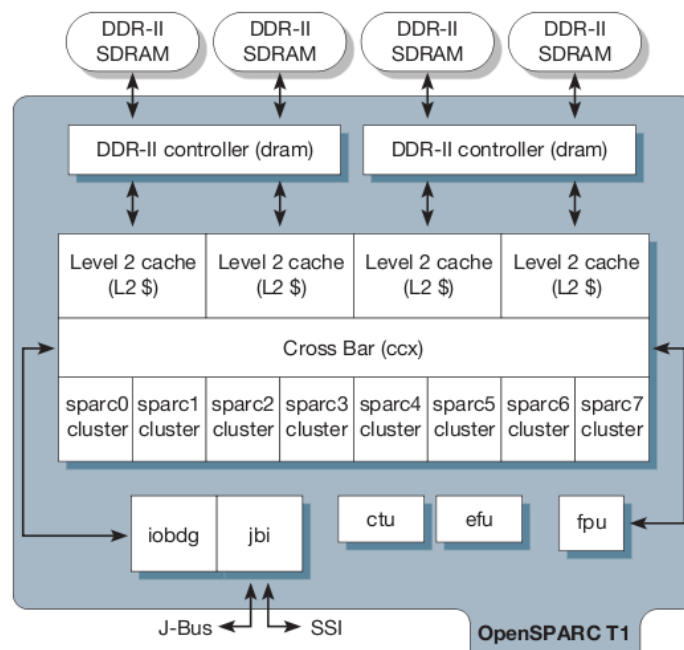 DDR-II
SDRAM
DDR-II
SDRAM
DDR-II
SDRAM
DDR-II
SDRAM
DDR-II controller (dram)
DDR-II controller (dram)
Level 2 cache
(L2 $)
Level 2 cache
(L2 $)
Level 2 cache
(L2 $)
Level 2 cache
(L2 $)
Cross Bar (ccx)
sparc0
cluster
sparc1
cluster
sparc2
cluster
sparc3
cluster
sparc4
cluster
sparc5
cluster
sparc6
cluster
sparc7
cluster
iobdg
jbi
ctu
efu
fpu
J-Bus
SSI
OpenSPARC T1